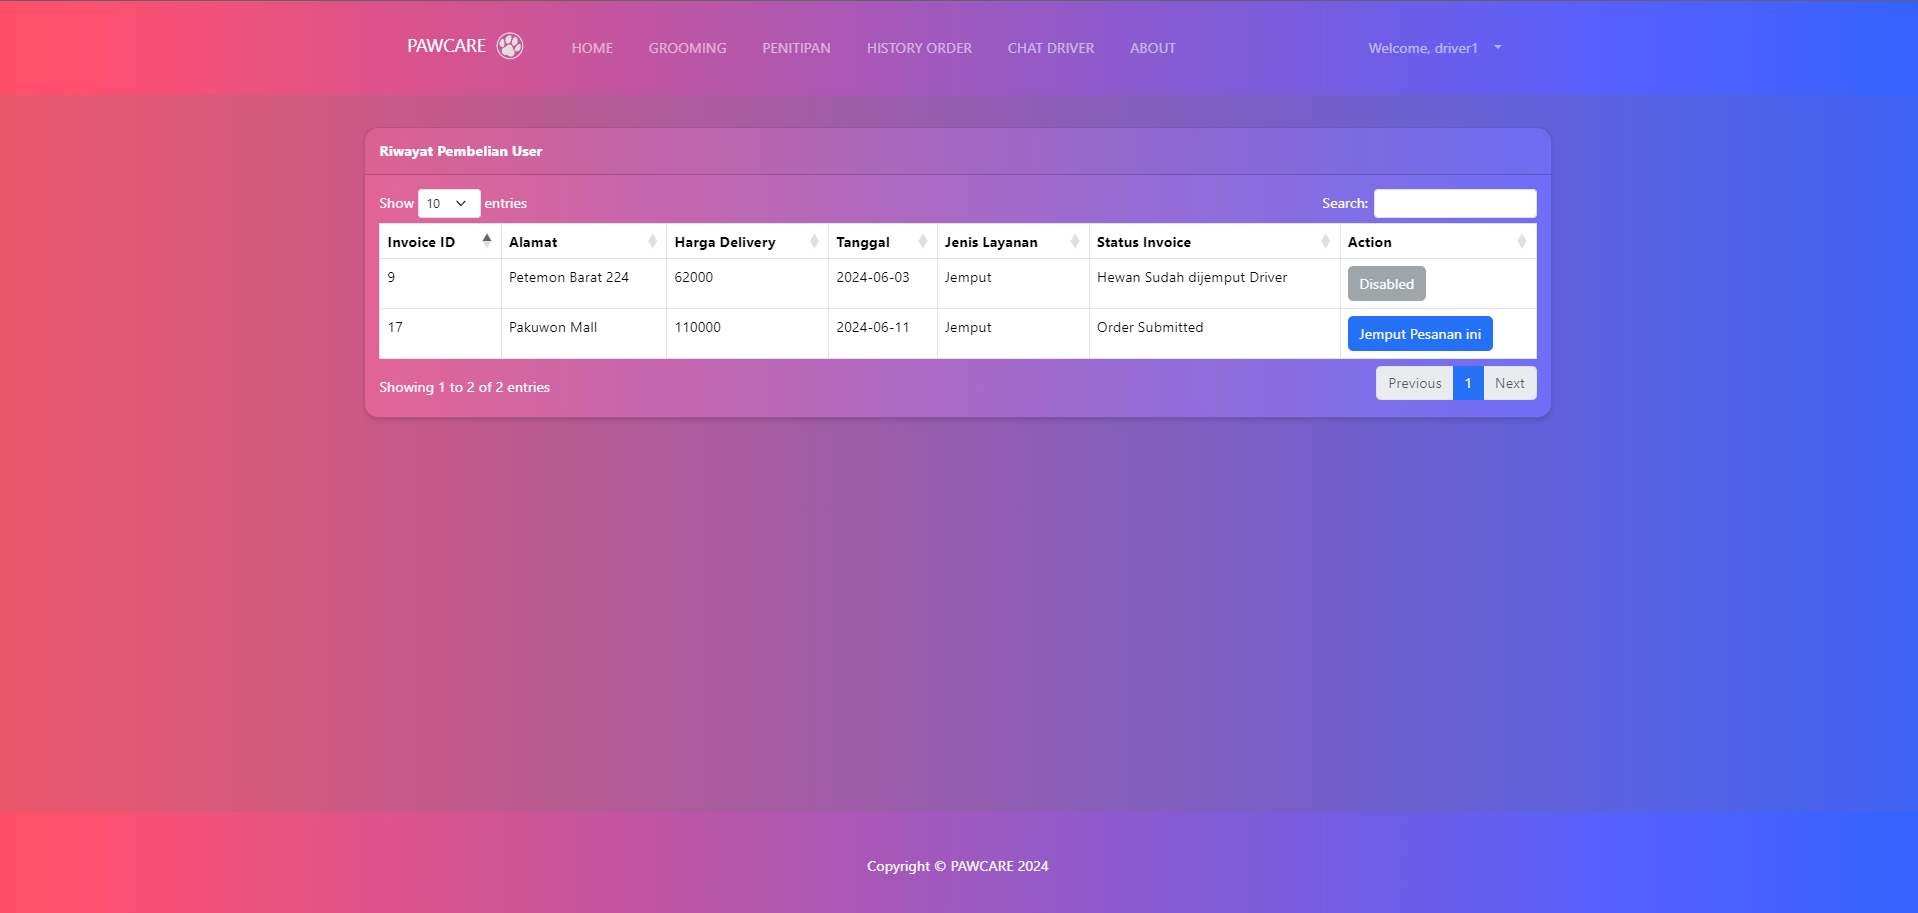 PAWCARE HOME GROOMING PENITIPAN HISTORY ORDER CHAT DRIVER ABOUT Welcome, driver1
Riwayat Pembelian User
Show 10 entries Search:
Invoice ID Alamat Harga Delivery Tanggal Jenis Layanan Status Invoice Action
9 Petemon Barat 224 62000 2024-06-03 Jemput Hewan Sudah dijemput Driver Disabled
17 Pakuwon Mall 110000 2024-06-11 Jemput Order Submitted Jemput Pesanan ini
Showing 1 to 2 of 2 entries Previous 1 Next
Copyright © PAWCARE 2024